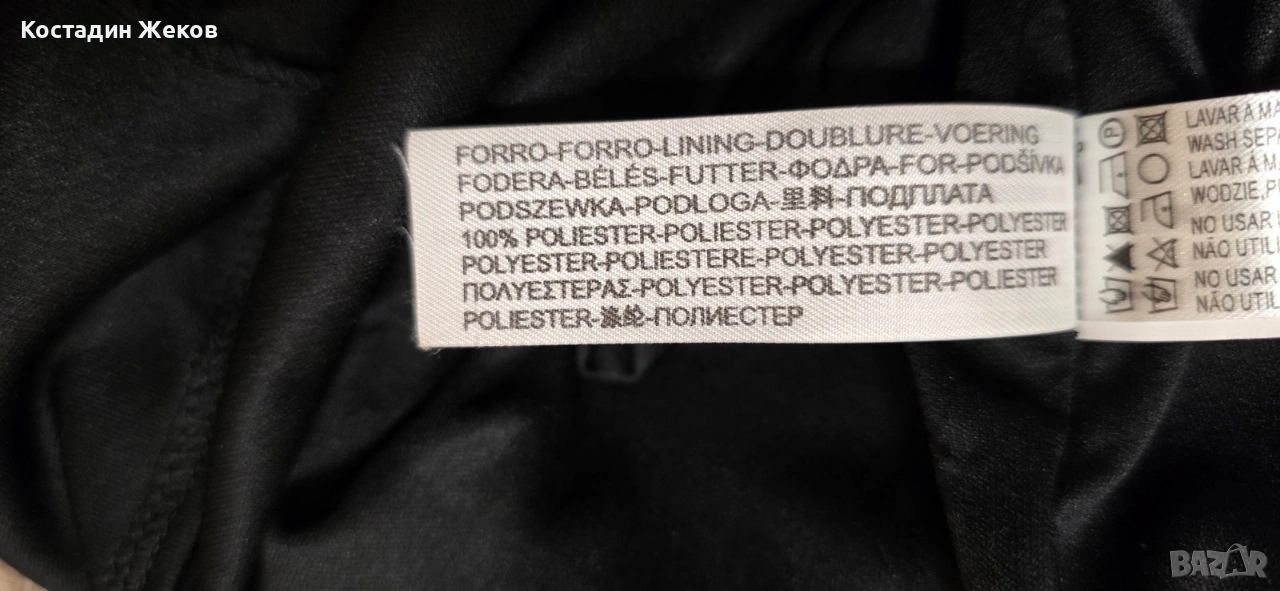 Костадин Жеков
FORRO-FORRO-LINING-DOUBLURE-VOERING
FODERA-BÉLÉS-FUTTER-ΦΟΔΡΑ-FOR-PODŠÍVKA
PODSZEWKA-PODLOGA-里料-ПОДПЛАТА
100% POLIESTER-POLIESTER-POLYESTER-POLYESTER
POLYESTER-POLIESTERE-POLYESTER-POLYESTER
ΠΟΛΥΕΣΤΕΡΑΣ-POLYESTER-POLYESTER-POLIESTER
POLIESTER-涤纶-ПОЛИЕСТЕР
P
LAVAR A MA
WASH SEP
LAVAR À MA
WODZIE, P
NO USAR
NÃO UTILI
NO USAR
NÃO UTIL
BAZAR